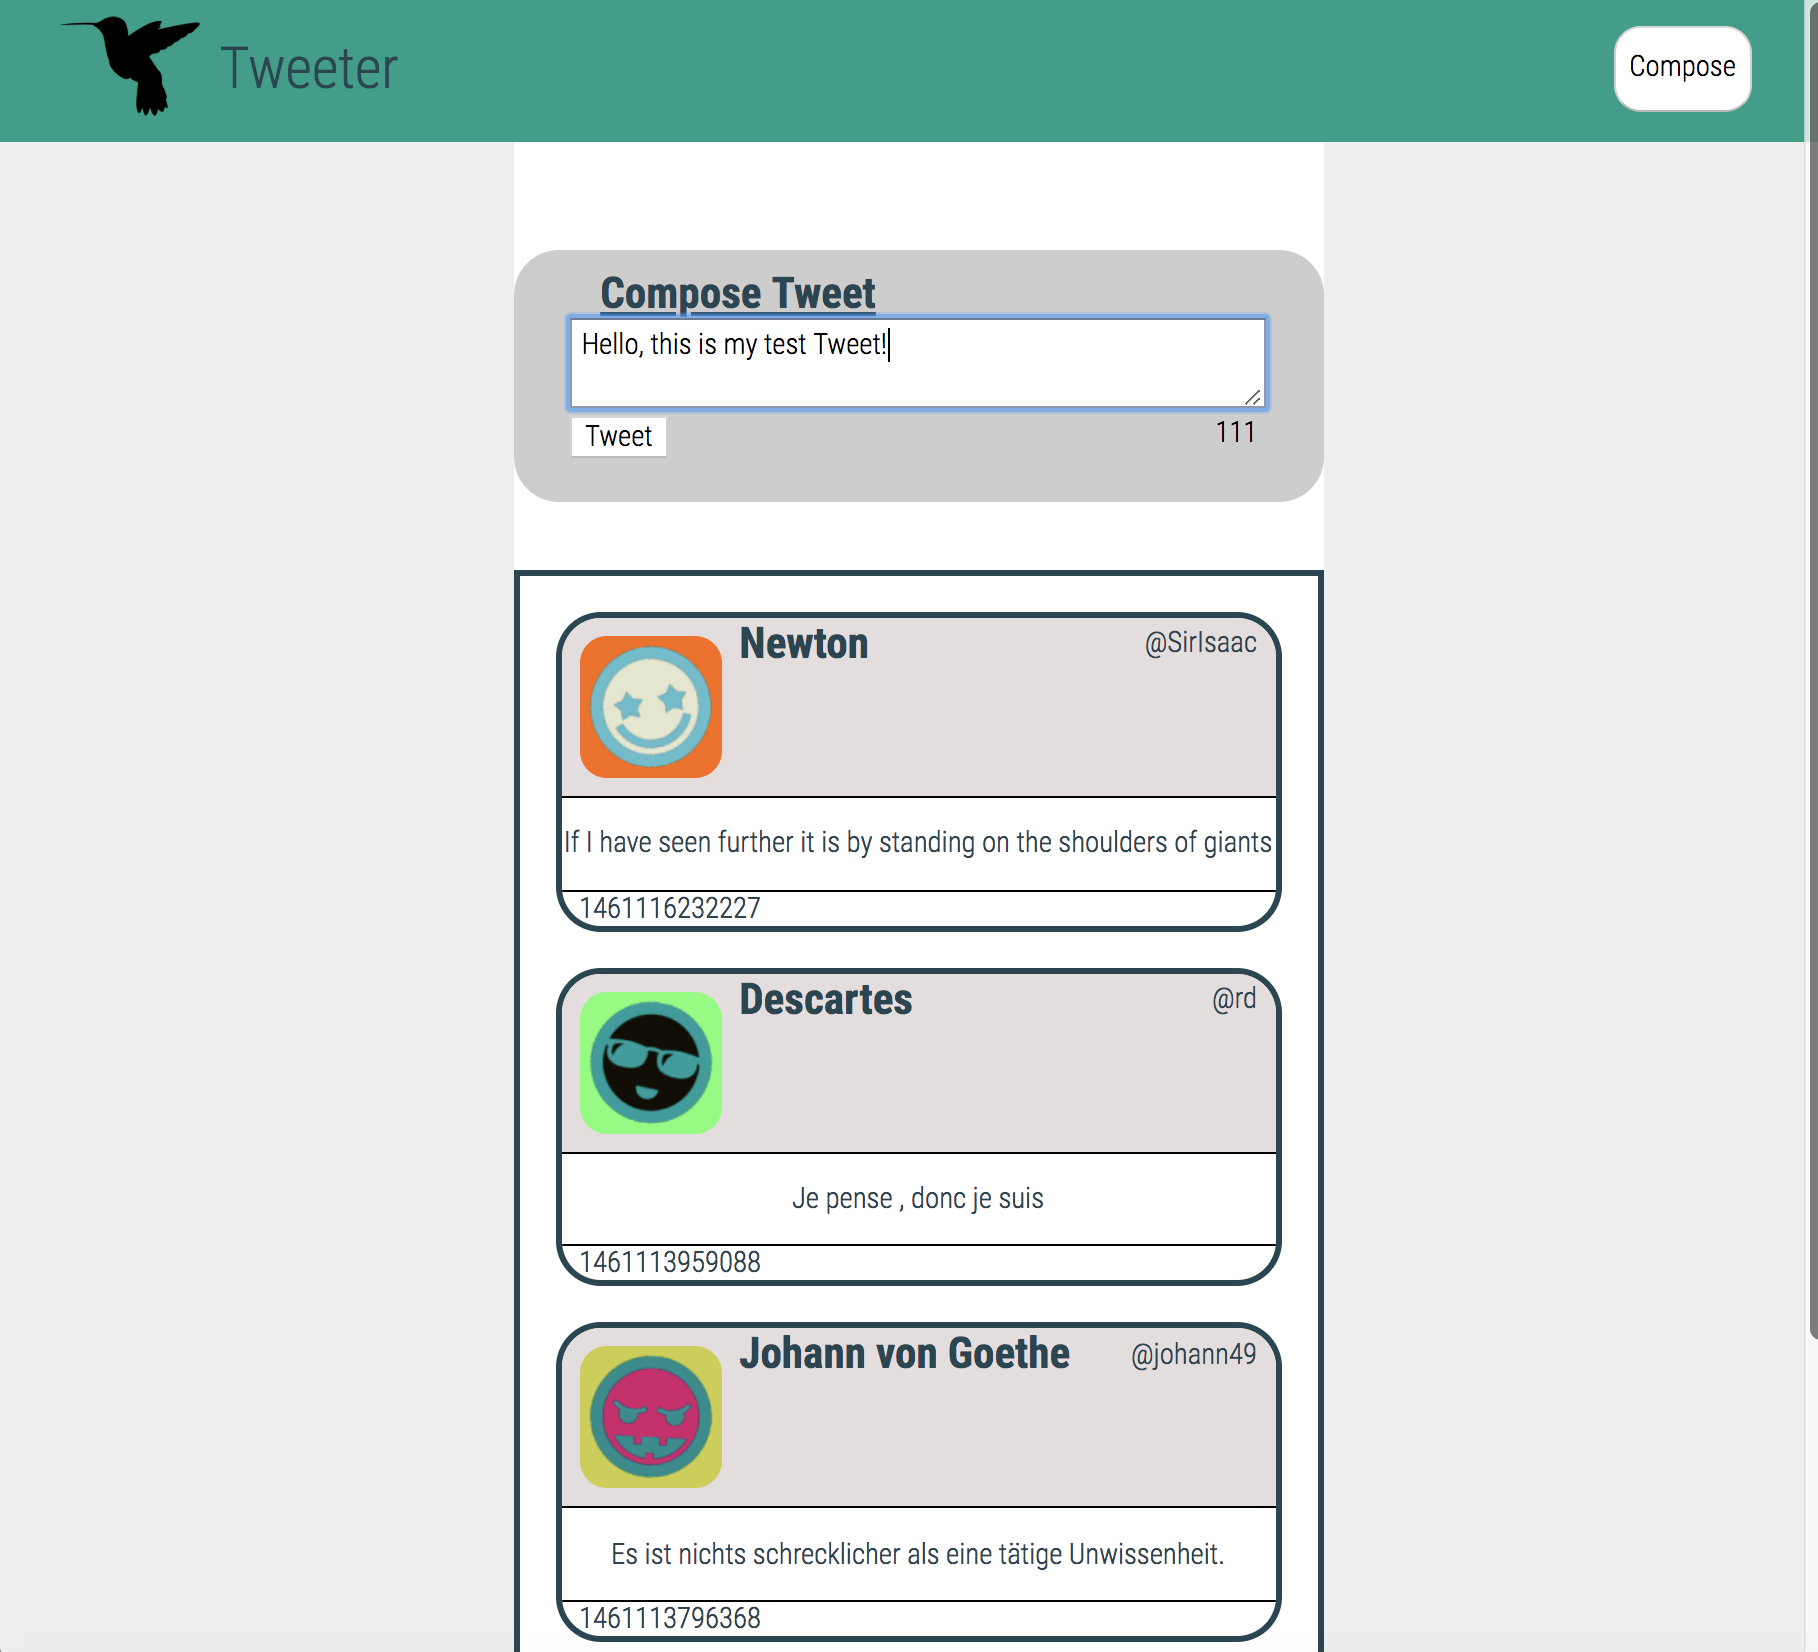 Tweeter
Compose
Compose Tweet
Hello, this is my test Tweet!
Tweet
111
Newton
@SirIsaac
If I have seen further it is by standing on the shoulders of giants
1461116232227
Descartes
@rd
Je pense , donc je suis
1461113959088
Johann von Goethe
@johann49
Es ist nichts schrecklicher als eine tätige Unwissenheit.
1461113796368